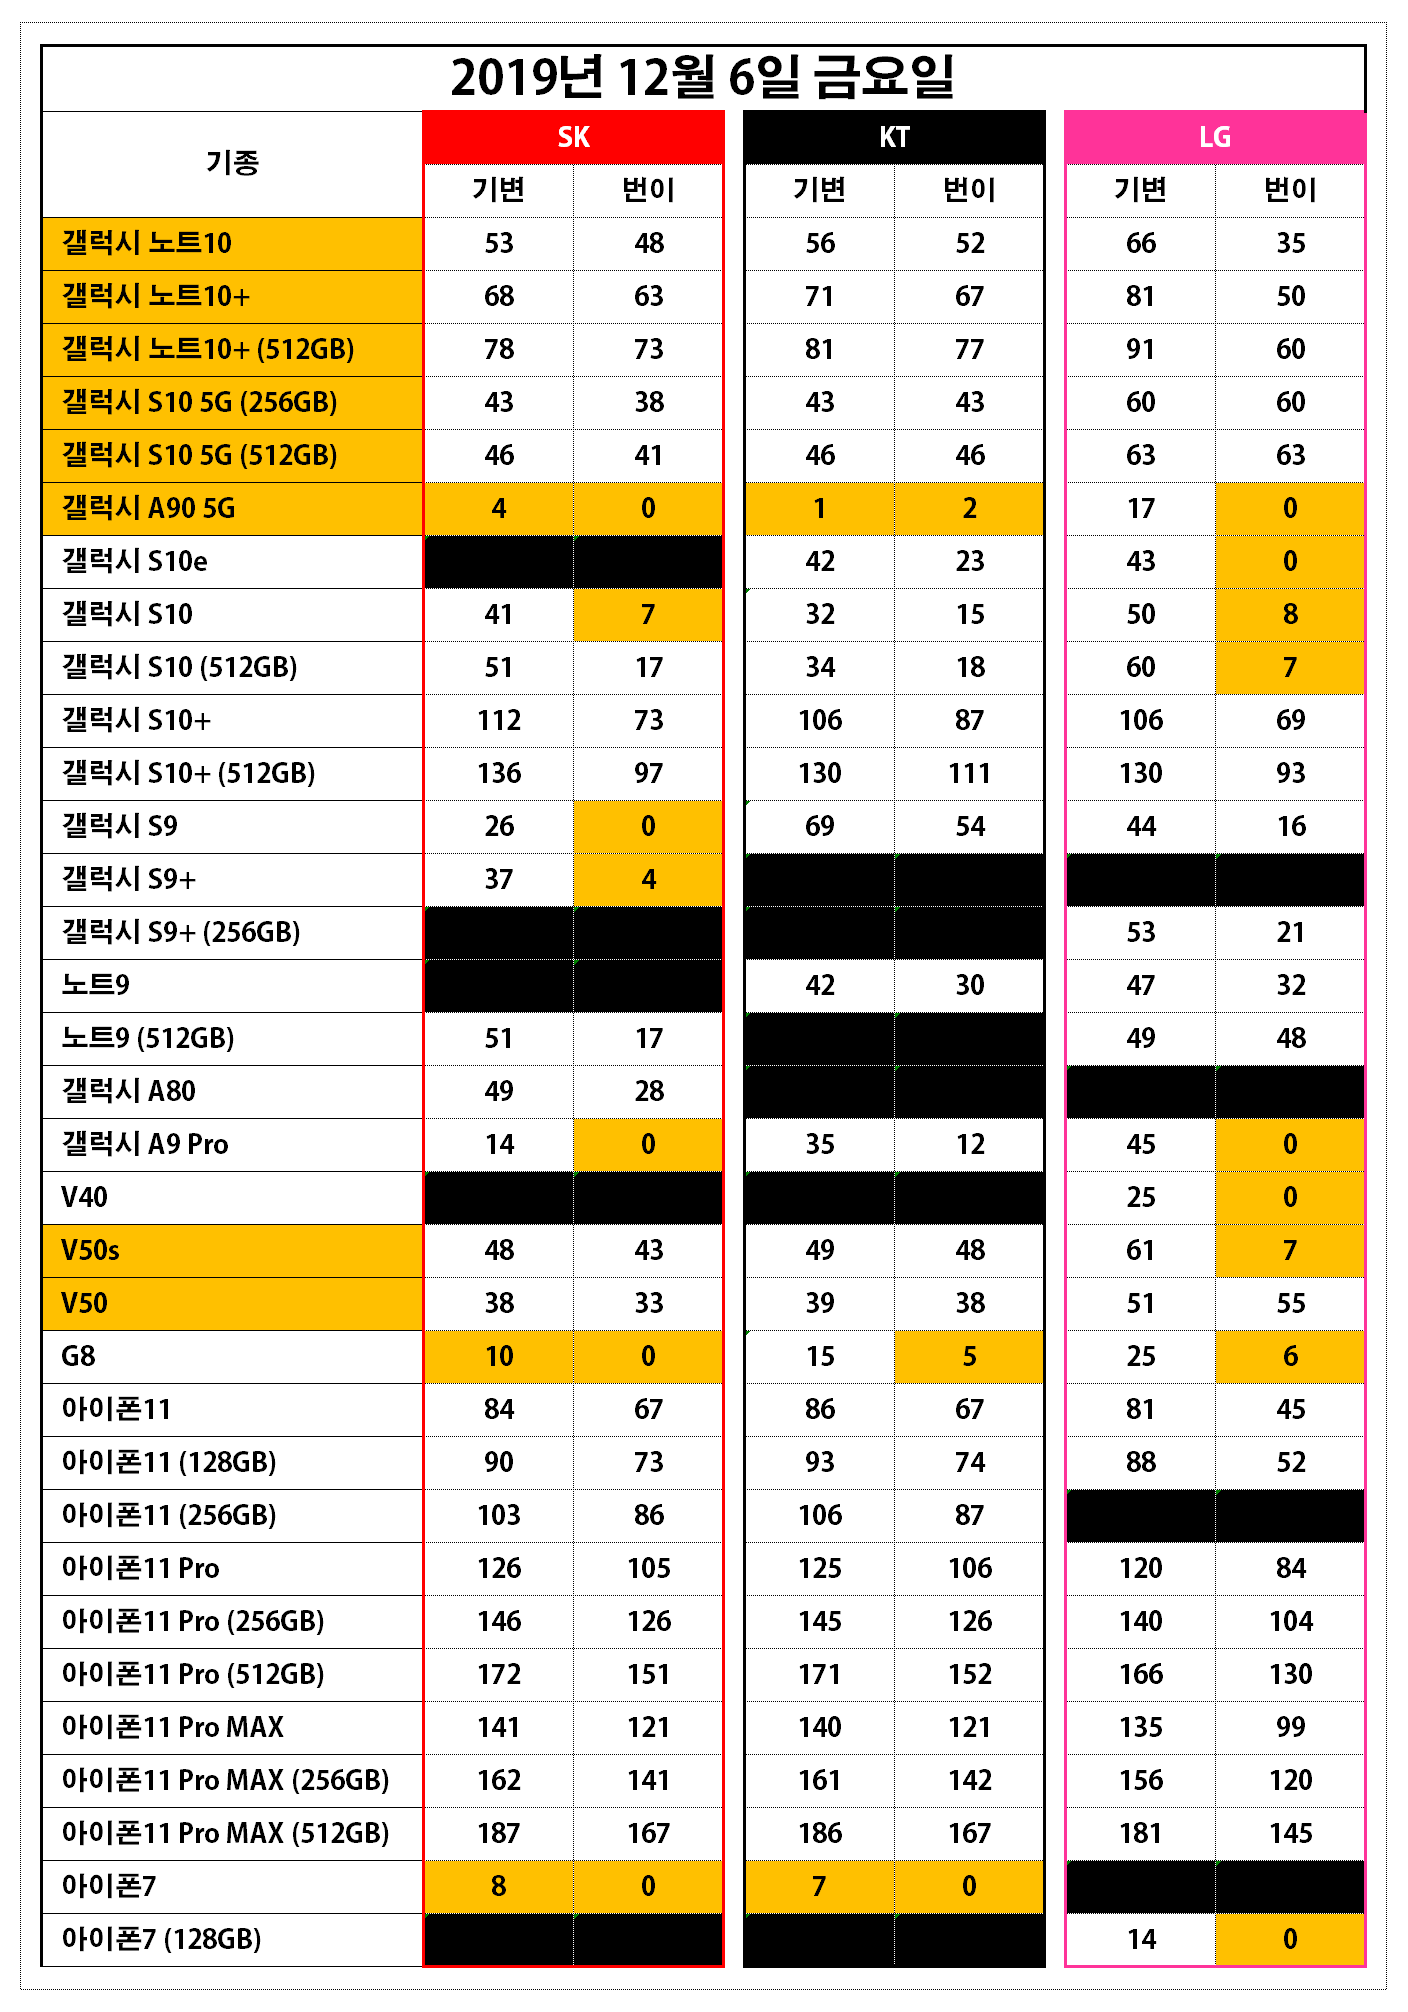 2019년 12월 6일 금요일
기종 SK KT LG
기변 번이 기변 번이 기변 번이
갤럭시 노트10 53 48 56 52 66 35
갤럭시 노트10+ 68 63 71 67 81 50
갤럭시 노트10+ (512GB) 78 73 81 77 91 60
갤럭시 S10 5G (256GB) 43 38 43 43 60 60
갤럭시 S10 5G (512GB) 46 41 46 46 63 63
갤럭시 A90 5G 4 0 1 2 17 0
갤럭시 S10e 42 23 43 0
갤럭시 S10 41 7 32 15 50 8
갤럭시 S10 (512GB) 51 17 34 18 60 7
갤럭시 S10+ 112 73 106 87 106 69
갤럭시 S10+ (512GB) 136 97 130 111 130 93
갤럭시 S9 26 0 69 54 44 16
갤럭시 S9+ 37 4
갤럭시 S9+ (256GB) 53 21
노트9 42 30 47 32
노트9 (512GB) 51 17 49 48
갤럭시 A80 49 28
갤럭시 A9 Pro 14 0 35 12 45 0
V40 25 0
V50s 48 43 49 48 61 7
V50 38 33 39 38 51 55
G8 10 0 15 5 25 6
아이폰11 84 67 86 67 81 45
아이폰11 (128GB) 90 73 93 74 88 52
아이폰11 (256GB) 103 86 106 87
아이폰11 Pro 126 105 125 106 120 84
아이폰11 Pro (256GB) 146 126 145 126 140 104
아이폰11 Pro (512GB) 172 151 171 152 166 130
아이폰11 Pro MAX 141 121 140 121 135 99
아이폰11 Pro MAX (256GB) 162 141 161 142 156 120
아이폰11 Pro MAX (512GB) 187 167 186 167 181 145
아이폰7 8 0 7 0
아이폰7 (128GB) 14 0